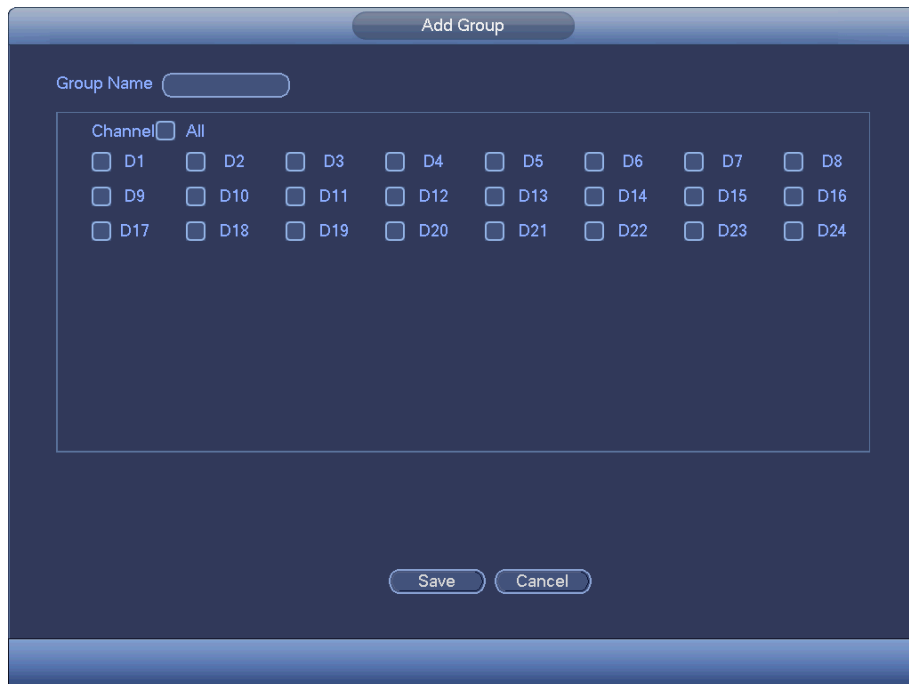 Add Group
Group Name
Channel All
D1 D2 D3 D4 D5 D6 D7 D8
D9 D10 D11 D12 D13 D14 D15 D16
D17 D18 D19 D20 D21 D22 D23 D24
Save Cancel